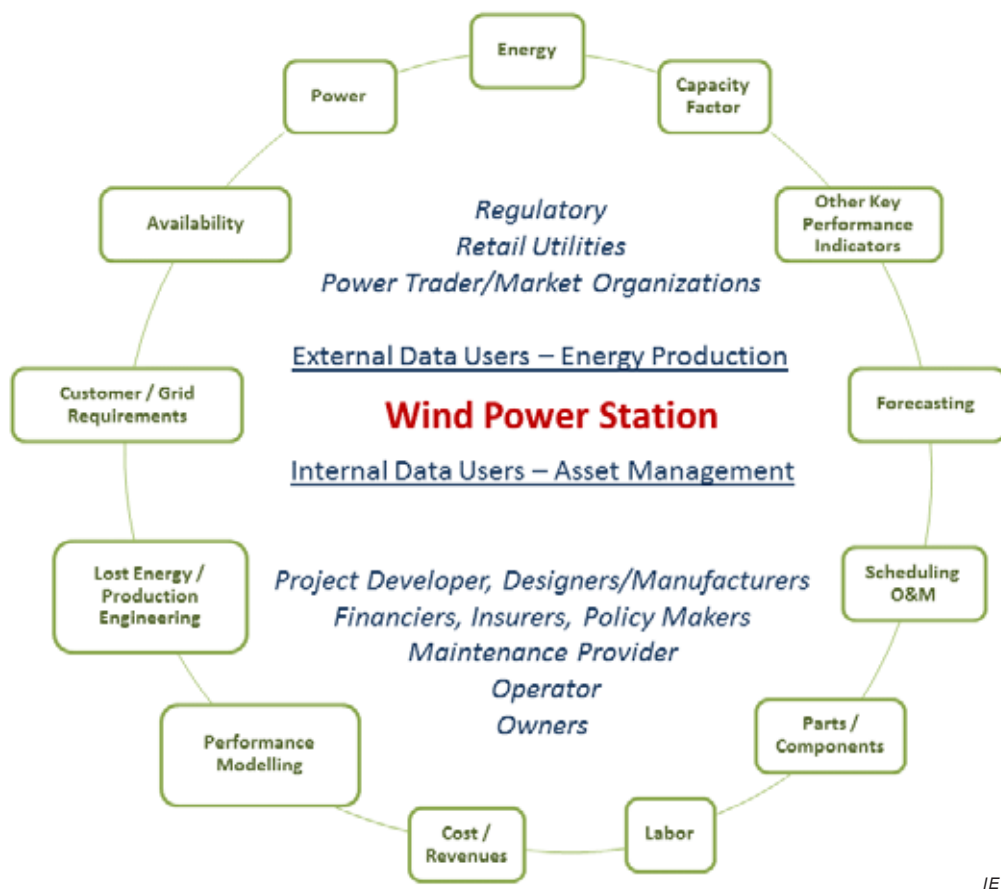 Energy
Power
Capacity
Factor
Availability
Other Key
Performance
Indicators
Regulatory
Retail Utilities
Power Trader/Market Organizations
External Data Users – Energy Production
Customer / Grid
Requirements
Wind Power Station
Forecasting
Internal Data Users – Asset Management
Lost Energy /
Production
Engineering
Project Developer, Designers/Manufacturers
Financiers, Insurers, Policy Makers
Maintenance Provider
Operator
Owners
Scheduling
O&M
Performance
Modelling
Parts /
Components
Cost /
Revenues
Labor
IE